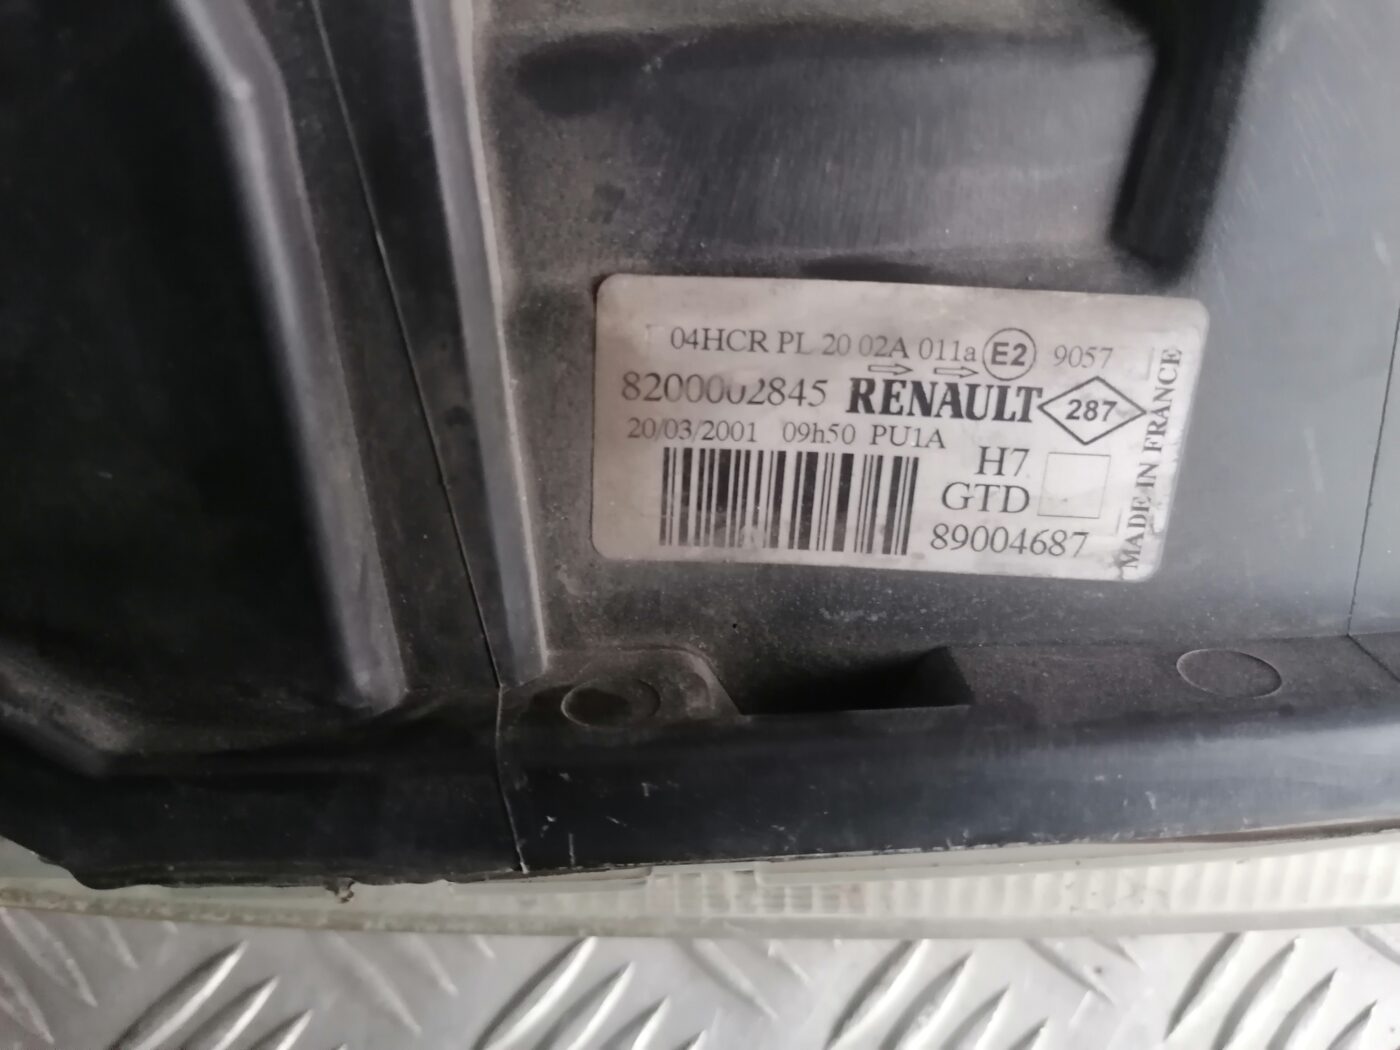 04HCR PL 20 02A 011a E2 9057
8200002845 RENAULT 287
20/03/2001 09h50 PU1A
H7
GTD
89004687
MADE IN FRANCE